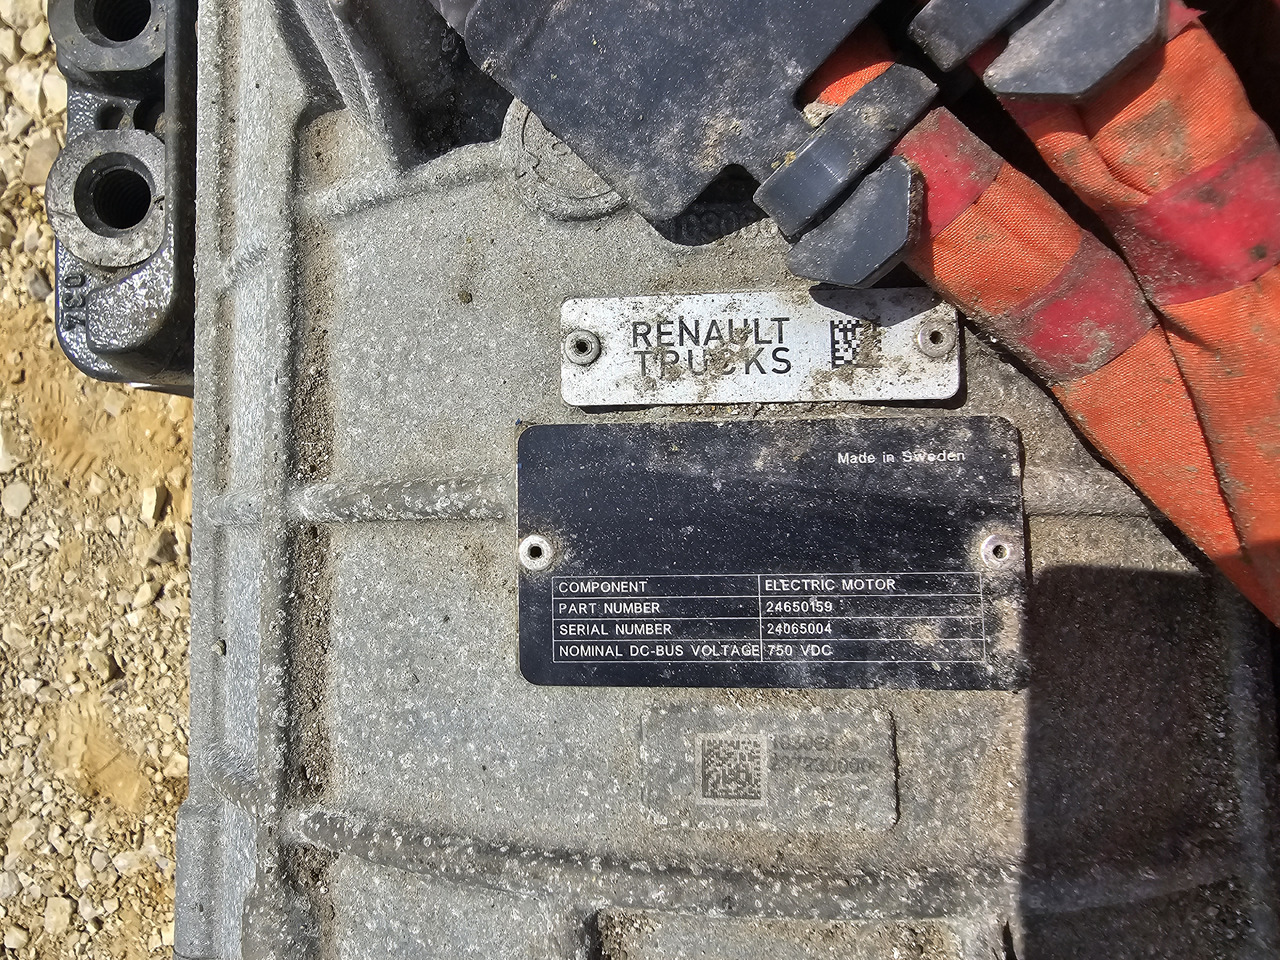 034
RENAULT
TRUCKS
Made in Sweden
COMPONENT ELECTRIC MOTOR
PART NUMBER 24650159
SERIAL NUMBER 24065004
NOMINAL DC-BUS VOLTAGE 750 VDC